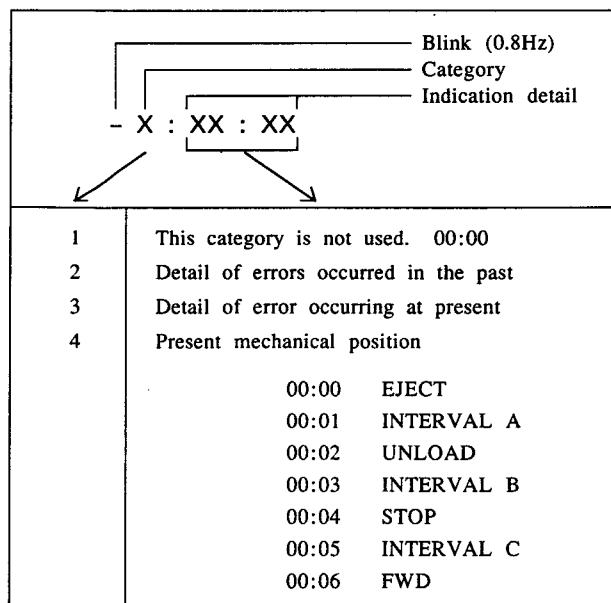 Blink (0.8Hz)
Category
Indication detail
- X : XX : XX
1 This category is not used. 00:00
2 Detail of errors occurred in the past
3 Detail of error occurring at present
4 Present mechanical position
00:00 EJECT
00:01 INTERVAL A
00:02 UNLOAD
00:03 INTERVAL B
00:04 STOP
00:05 INTERVAL C
00:06 FWD